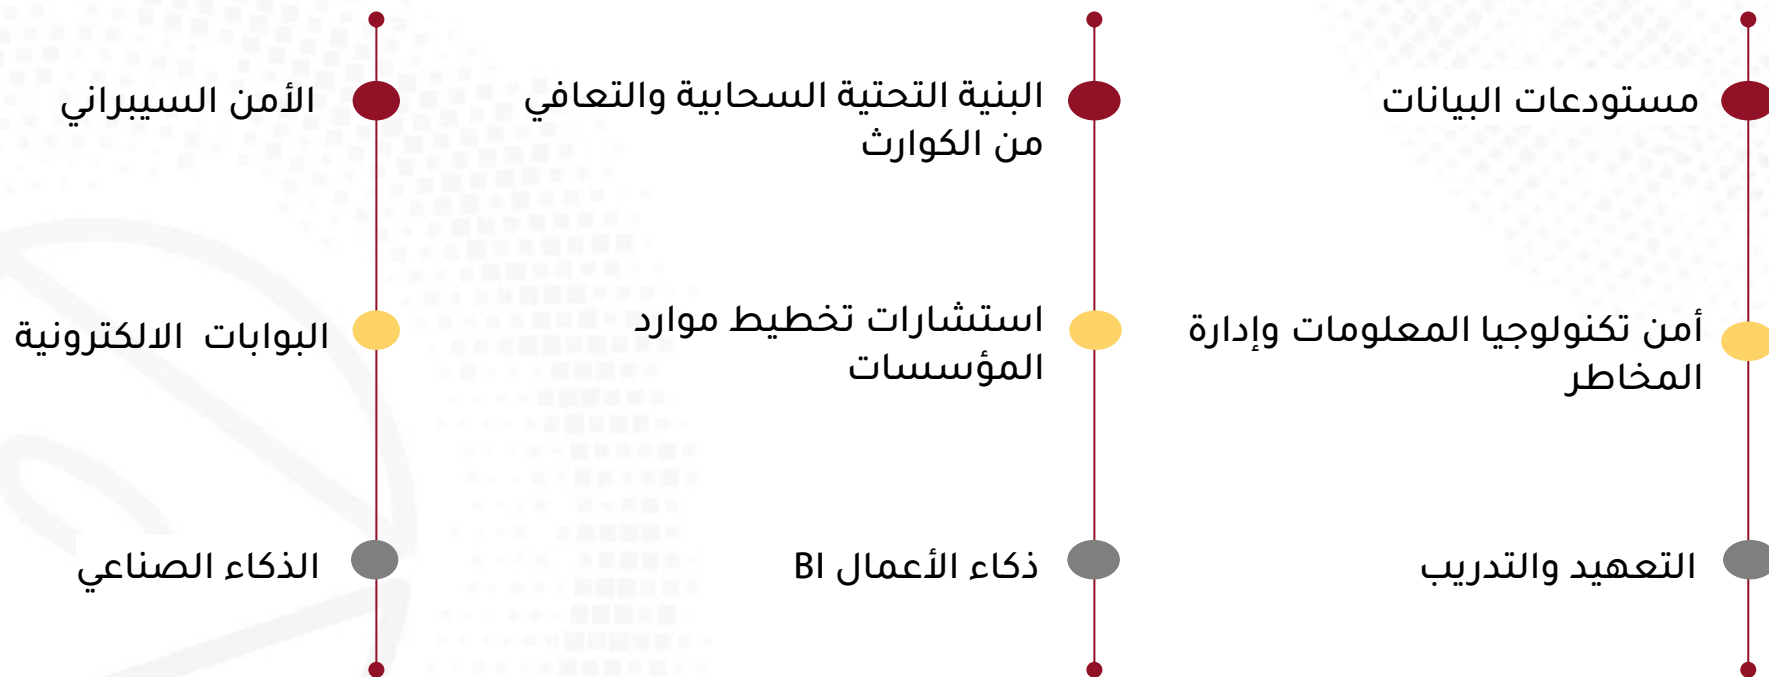 مستودعات البيانات
أمن تكنولوجيا المعلومات وإدارة
المخاطر
التعهيد والتدريب
البنية التحتية السحابية والتعافي
من الكوارث
استشارات تخطيط موارد
المؤسسات
ذكاء الأعمال BI
الأمن السيبراني
البوابات الالكترونية
الذكاء الصناعي